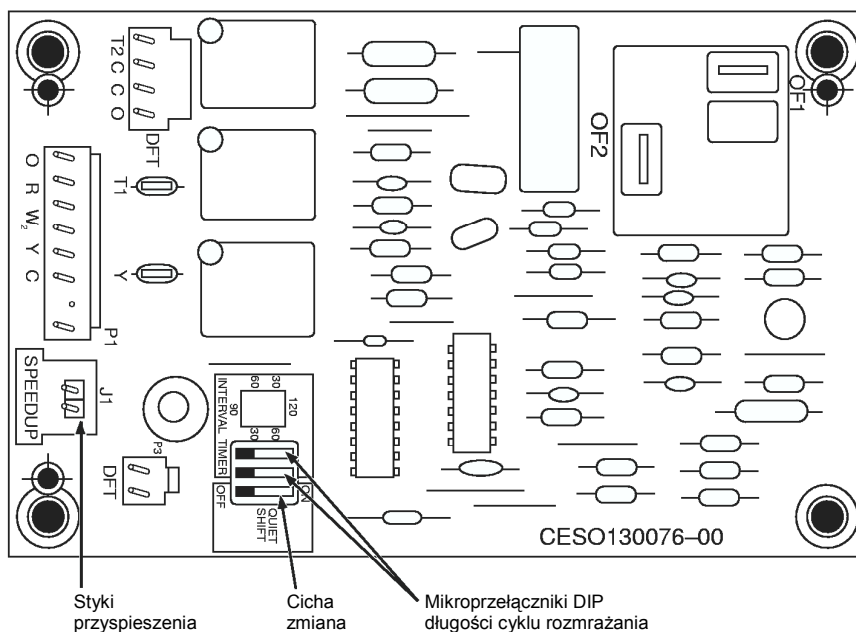 T2 C C O
DFT
OF1
OF2
T1
O R W2 Y C
Y
P1
SPEEDUP
J1
P3
DFT
INTERVAL TIMER
60
30
90
120
30
60
OFF
ON
QUIET
SHIFT
CESO130076–00
Styki
przyspieszenia
Cicha
zmiana
Mikroprzełączniki DIP
długości cyklu rozmrażania